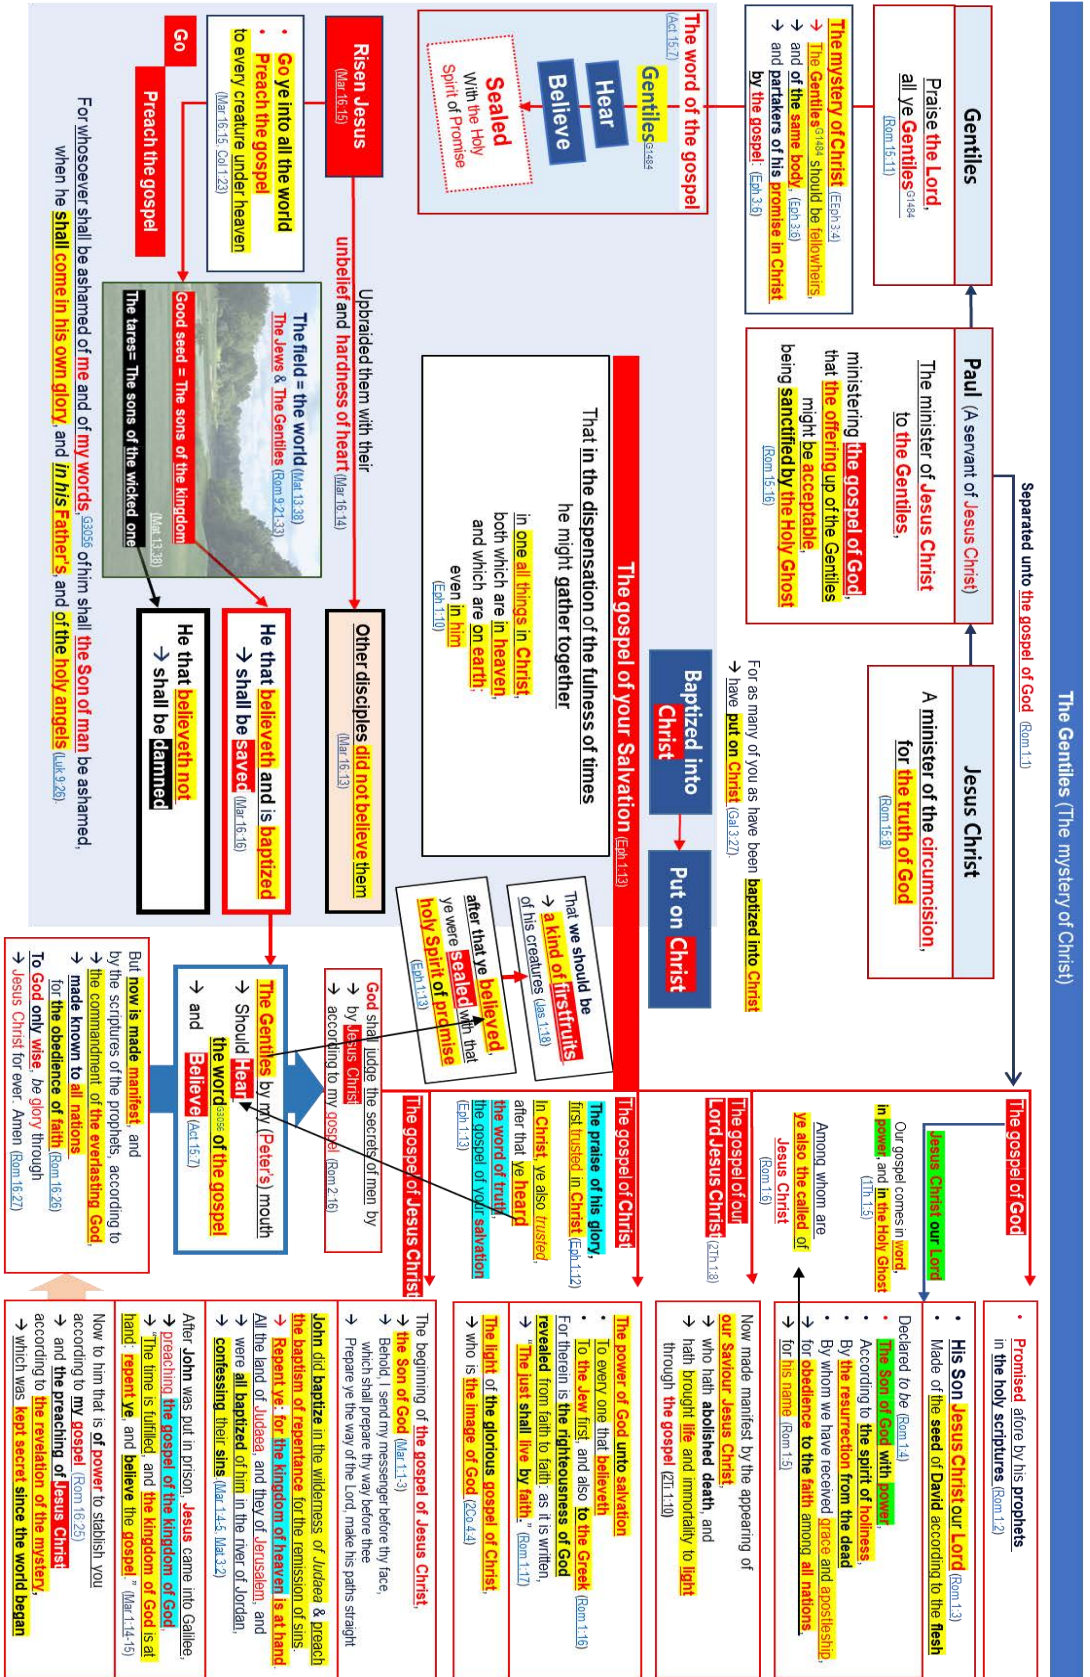 The Gentiles (The mystery of Christ)
Gentiles
Praise the Lord,
all ye Gentiles G1484
(Rom 15:11)
Paul (A servant of Jesus Christ)
The minister of Jesus Christ
to the Gentiles,
ministering the gospel of God,
that the offering up of the Gentiles
might be acceptable,
being sanctified by the Holy Ghost
(Rom 15:16)
Jesus Christ
A minister of the circumcision,
for the truth of God
(Rom 15:8)
Separated unto the gospel of God (Rom 1:1)
The mystery of Christ (EEph 3:4)
→ The Gentiles G1484 should be fellowheirs,
→ and of the same body, (Eph 3:6)
→ and partakers of his promise in Christ
by the gospel: (Eph 3:6)
The word of the gospel
(Act 15:7)
Gentiles G1484
Hear
Believe
Sealed
With the Holy
Spirit of Promise
For as many of you as have been baptized into Christ
→ have put on Christ (Gal 3:27).
Baptized into
Christ
Put on Christ
The gospel of your Salvation (Eph 1:13)
That in the dispensation of the fulness of times
he might gather together
in one all things in Christ,
both which are in heaven,
and which are on earth;
even in him
(Eph 1:10)
That we should be
→ a kind of firstfruits
of his creatures (Jas 1:18)
after that ye believed,
ye were sealed with that
holy Spirit of promise
(Eph 1:13)
Risen Jesus
(Mar 16:15)
Upbraided them with their
unbelief and hardness of heart (Mar 16:14)
Other disciples did not believe them
(Mar 16:13)
• Go ye into all the world
• Preach the gospel
to every creature under heaven
(Mar 16:15, Col 1:23)
Go
Preach the gospel
The field = the world (Mat 13:38)
The Jews & The Gentiles (Rom 9:21-33)
Good seed = The sons of the kingdom
(Mat 13:38)
The tares= The sons of the wicked one
He that believeth and is baptized
→ shall be saved (Mar 16:16)
He that believeth not
→ shall be damned
For whosoever shall be ashamed of me and of my words, G3056 of him shall the Son of man be ashamed,
when he shall come in his own glory, and in his Father's, and of the holy angels (Luk 9:26).
The gospel of God
Jesus Christ our Lord
Our gospel comes in word,
in power, and in the Holy Ghost
(1Th 1:5)
Among whom are
ye also the called of
Jesus Christ
(Rom 1:6)
The gospel of our
Lord Jesus Christ (2Th 1:8)
The gospel of Christ
The praise of his glory,
first trusted in Christ (Eph 1:12)
In Christ, ye also trusted,
after that ye heard
the word of truth,
the gospel of your salvation
(Eph 1:13)
The gospel of Jesus Christ
God shall judge the secrets of men by
→ by Jesus Christ
→ according to my gospel (Rom 2:16)
The Gentiles by my (Peter's) mouth
→ Should Hear
the word G3056 of the gospel
→ and Believe (Act 15:7)
But now is made manifest, and
by the scriptures of the prophets, according to
→ the commandment of the everlasting God,
→ made known to all nations
for the obedience of faith (Rom 16:26)
To God only wise, be glory through
→ Jesus Christ for ever. Amen (Rom 16:27)
• Promised afore by his prophets
in the holy scriptures (Rom 1:2)
• His Son Jesus Christ our Lord (Rom 1:3)
• Made of the seed of David according to the flesh
Declared to be (Rom 1:4)
• The Son of God with power,
• According to the spirit of holiness,
• By the resurrection from the dead
• By whom we have received grace and apostleship,
→ for obedience to the faith among all nations,
→ for his name (Rom 1:5)
Now made manifest by the appearing of
our Saviour Jesus Christ,
→ who hath abolished death, and
→ hath brought life and immortality to light
through the gospel (2Ti 1:10)
The power of God unto salvation
• To every one that believeth
• To the Jew first, and also to the Greek (Rom 1:16)
For therein is the righteousness of God
revealed from faith to faith: as it is written,
→ "The just shall live by faith." (Rom 1:17)
The light of the glorious gospel of Christ,
→ who is the image of God (2Co 4:4)
The beginning of the gospel of Jesus Christ,
→ the Son of God (Mar 1:1-3)
→ Behold, I send my messenger before thy face,
which shall prepare thy way before thee
→ Prepare ye the way of the Lord, make his paths straight
John did baptize in the wilderness of Judaea & preach
the baptism of repentance for the remission of sins.
→ Repent ye: for the kingdom of heaven is at hand.
All the land of Judaea, and they of Jerusalem, and
→ were all baptized of him in the river of Jordan,
→ confessing their sins (Mar 1:4-5, Mat 3:2)
After John was put in prison, Jesus came into Galilee,
→ preaching the gospel of the kingdom of God,
→ "The time is fulfilled, and the kingdom of God is at
hand: repent ye, and believe the gospel." (Mar 1:14-15)
Now to him that is of power to stablish you
according to my gospel (Rom 16:25)
→ and the preaching of Jesus Christ
according to the revelation of the mystery,
→ which was kept secret since the world began